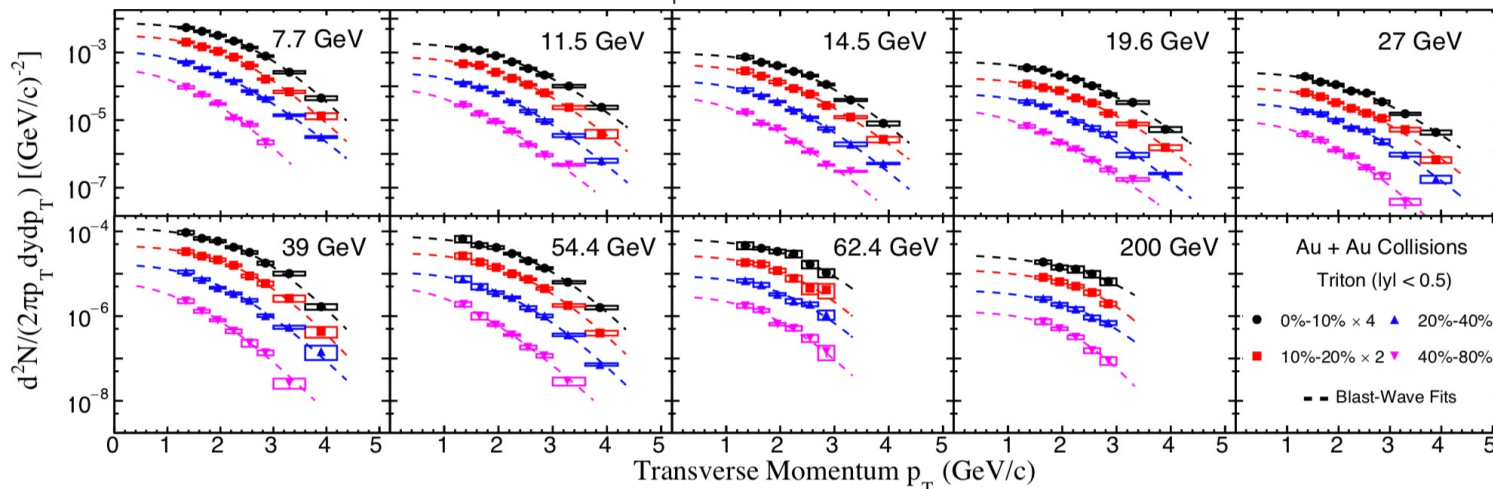 d²N/(2πp_T dydp_T) [(GeV/c)⁻²]
7.7 GeV
11.5 GeV
14.5 GeV
19.6 GeV
27 GeV
10⁻³
10⁻⁵
10⁻⁷
39 GeV
54.4 GeV
62.4 GeV
200 GeV
10⁻⁴
10⁻⁶
10⁻⁸
Au + Au Collisions
Triton (|y| < 0.5)
0%-10% × 4 20%-40%
10%-20% × 2 40%-80%
Blast-Wave Fits
0 1 2 3 4 5 1 2 3 4 5 1 2 3 4 5 1 2 3 4 5 1 2 3 4 5
Transverse Momentum p_T (GeV/c)